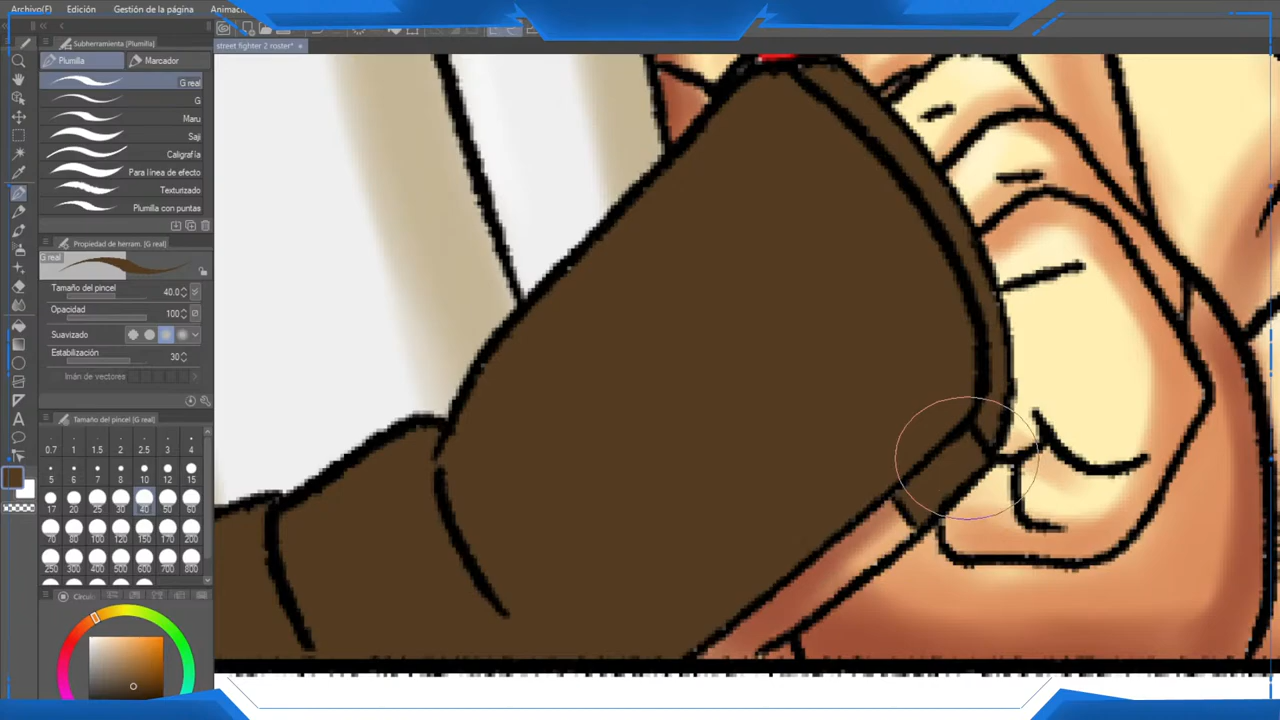 Archivo(F) Edición Gestión de la página Animació
Subherramienta (Plumilla)
street fighter 2 roster*
Plumilla Marcador
G real
G
Maru
Saji
Caligrafía
Para línea de efecto
Texturizado
Plumilla con puntas
Propiedad de herram. (G real)
G real
Tamaño del pincel 40.0
Opacidad 100
Suavizado
Estabilización 30
Imán de vectores
Tamaño del pincel (G real)
0.7 1 1.5 2 2.5 3 4
5 6 7 8 10 12 15
17 20 25 30 40 50 60
70 80 100 120 150 170 200
250 300 400 500 600 700 800
Círcu
A